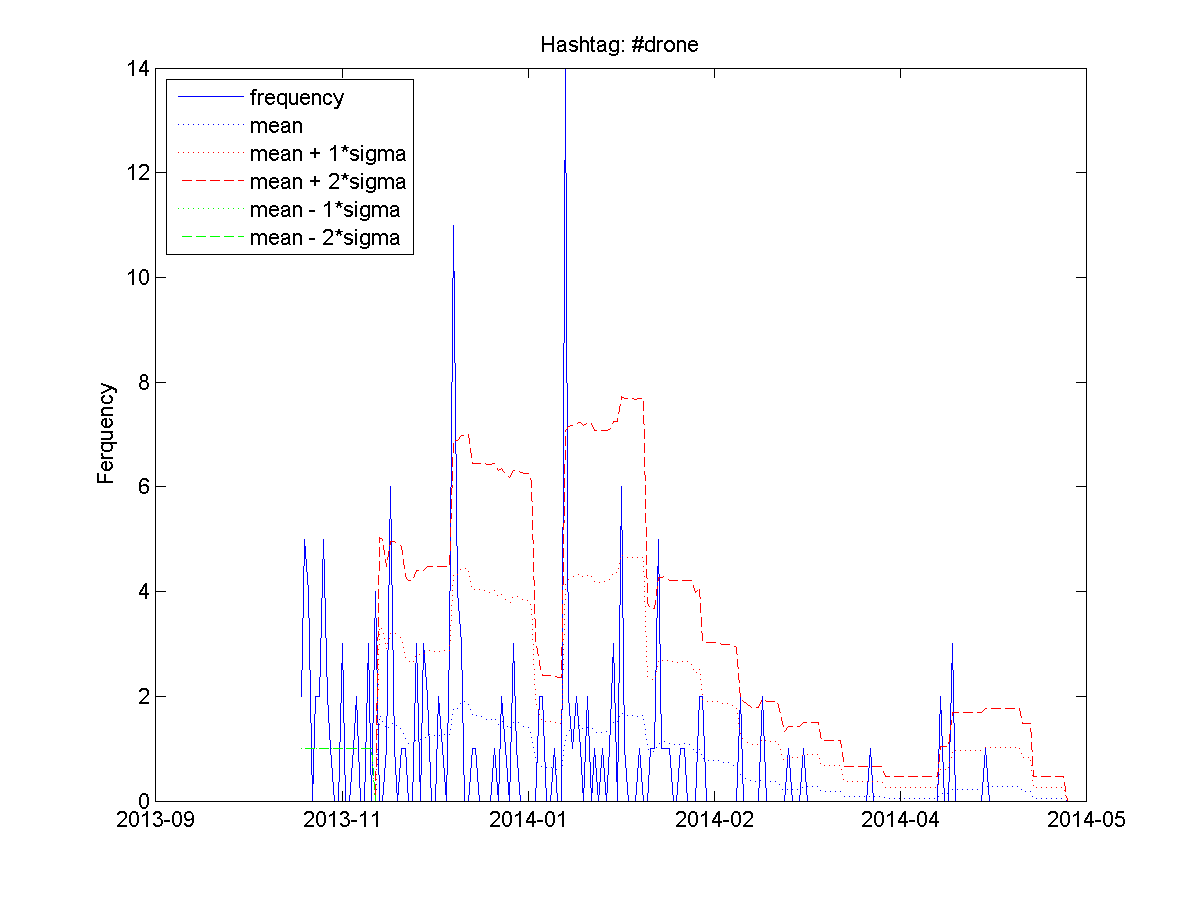 Hashtag: #drone
14
12
10
8
6
4
2
0
Ferquency
frequency
mean
mean + 1*sigma
mean + 2*sigma
mean - 1*sigma
mean - 2*sigma
2013-09
2013-11
2014-01
2014-02
2014-04
2014-05